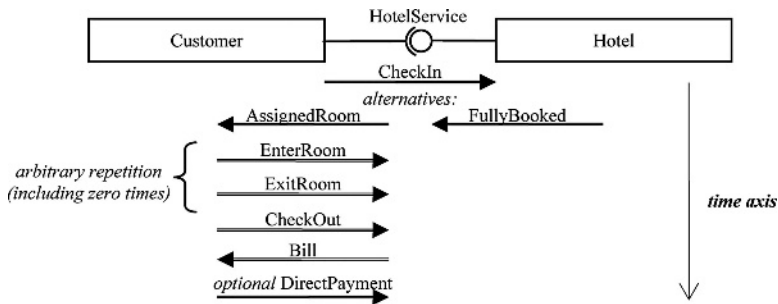 HotelService
Customer
Hotel
CheckIn
alternatives:
AssignedRoom
FullyBooked
arbitrary repetition
(including zero times)
EnterRoom
ExitRoom
CheckOut
Bill
optional DirectPayment
time axis